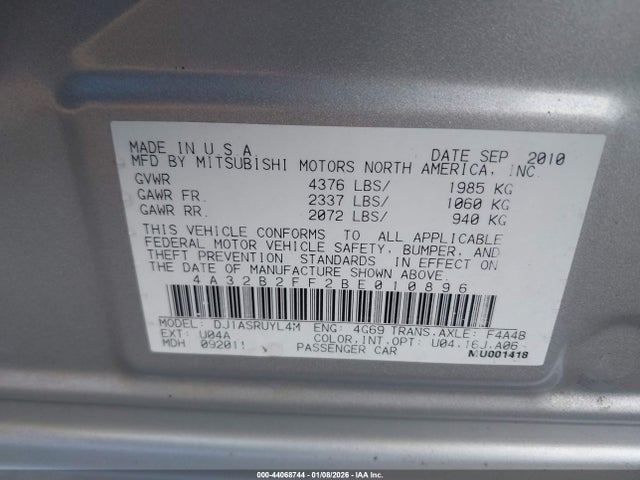 MADE IN U S A DATE SEP 2010
MFD BY MITSUBISHI MOTORS NORTH AMERICA, INC.
GVWR 4376 LBS/ 1985 KG
GAWR FR. 2337 LBS/ 1060 KG
GAWR RR. 2072 LBS/ 940 KG
THIS VEHICLE CONFORMS TO ALL APPLICABLE
FEDERAL MOTOR VEHICLE SAFETY, BUMPER, AND
THEFT PREVENTION STANDARDS IN EFFECT ON
THE DATE OF MANUFACTURE SHOWN ABOVE.
4A32B2FF2BE010896
MODEL: DJ1ASRUYL4M ENG: 4G69 TRANS.AXLE: F4A4B
EXT: U04A COLOR,INT,OPT: U04,16J,A06
MDH 092011 PASSENGER CAR MU001418
000-44068744 | 01/08/2026 | IAA Inc.